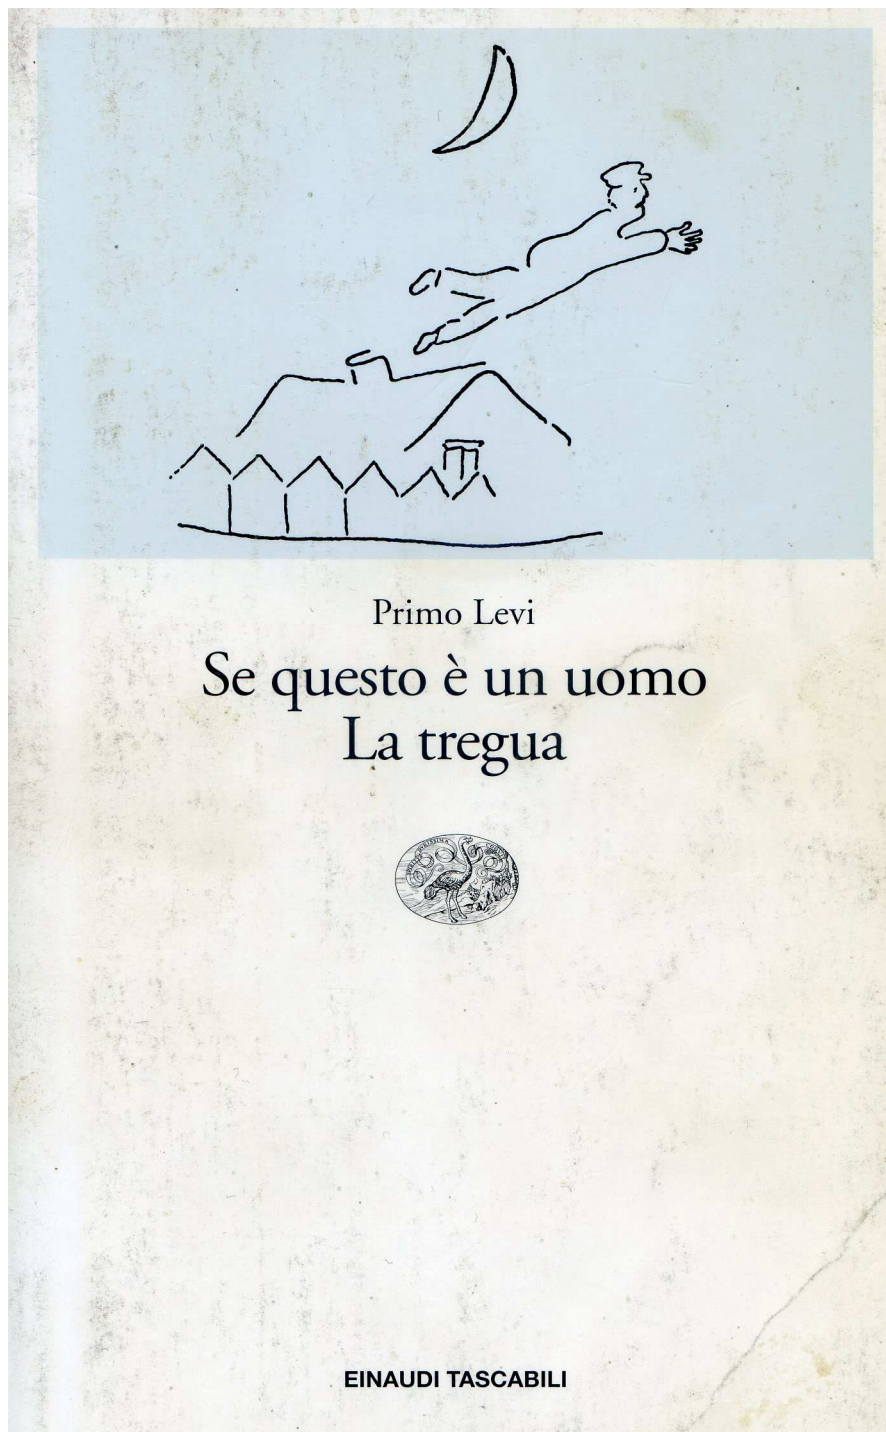 Primo Levi
Se questo è un uomo
La tregua
EINAUDI TASCABILI